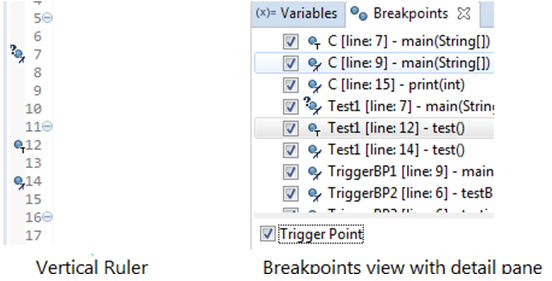 4
5
6
7
8
9
10
11
12
13
14
15
16
17
(x)= Variables Breakpoints
C [line: 7] - main(String[])
C [line: 9] - main(String[])
C [line: 15] - print(int)
Test1 [line: 7] - main(String
Test1 [line: 12] - test()
Test1 [line: 14] - test()
TriggerBP1 [line: 9] - main
TriggerBP2 [line: 6] - testB
Trigger Point
Vertical Ruler
Breakpoints view with detail pane